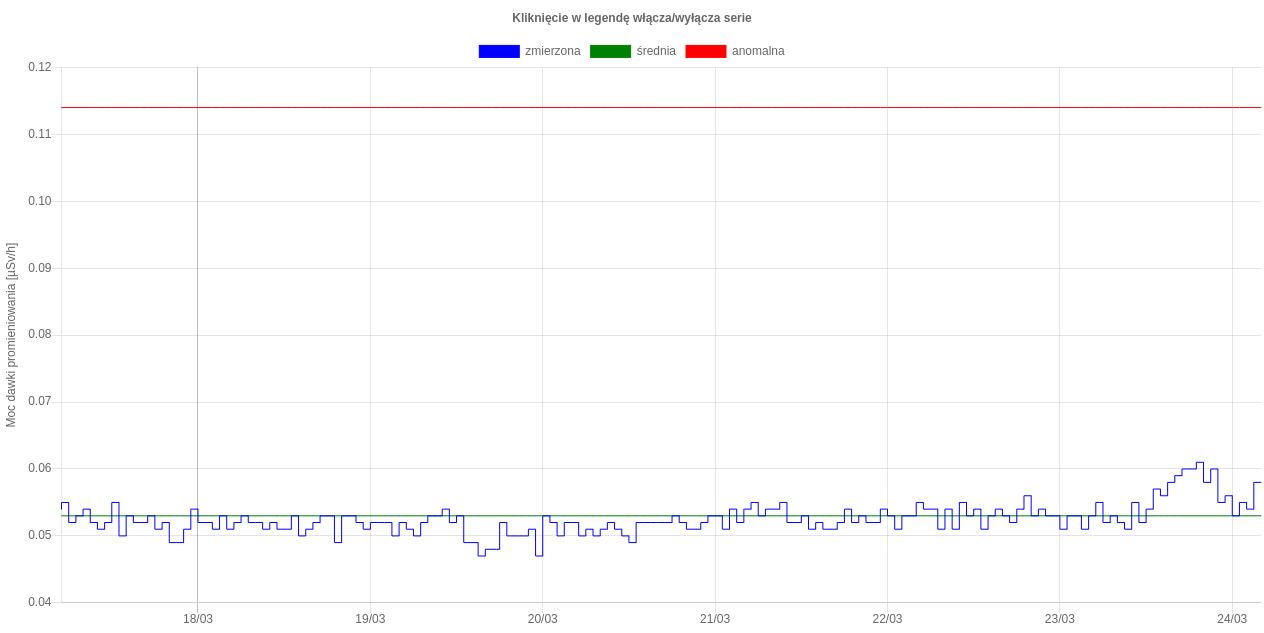 Kliknięcie w legendę włącza/wyłącza serie
zmierzona średnia anomalna
Moc dawki promieniowania [µSv/h]
0.12
0.11
0.10
0.09
0.08
0.07
0.06
0.05
0.04
18/03 19/03 20/03 21/03 22/03 23/03 24/03